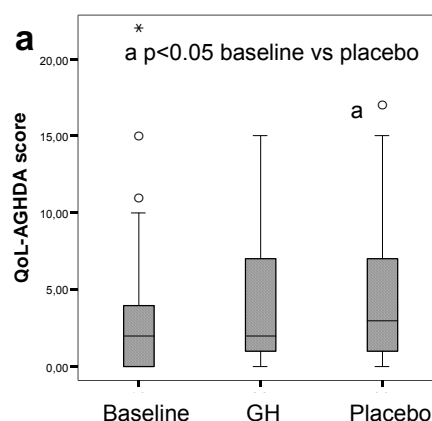 a
a p<0.05 baseline vs placebo
QoL-AGHDA score
20,00
15,00
10,00
5,00
0,00
*
a
Baseline GH Placebo